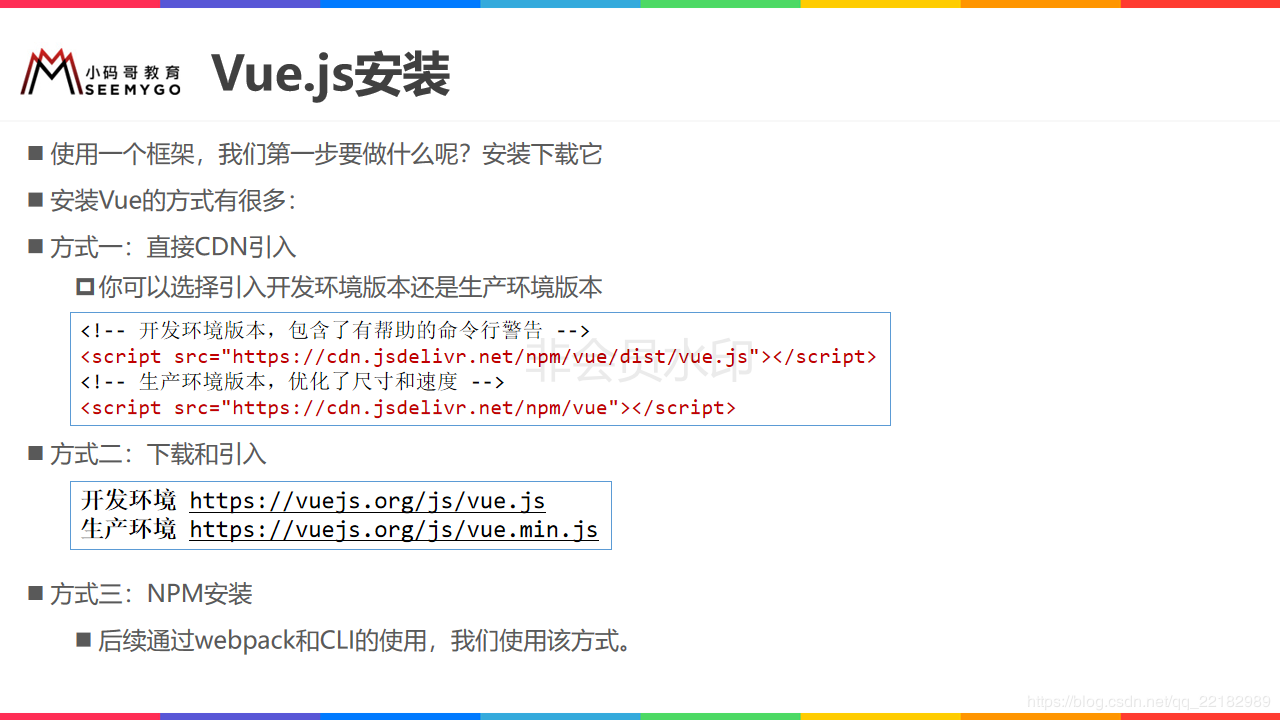 小码哥教育
SEEMYGO
Vue.js安装
使用一个框架，我们第一步要做什么呢？安装下载它
安装Vue的方式有很多：
方式一：直接CDN引入
你可以选择引入开发环境版本还是生产环境版本
<!-- 开发环境版本，包含了有帮助的命令行警告 -->
<script src="https://cdn.jsdelivr.net/npm/vue/dist/vue.js"></script>
非会员水印
<!-- 生产环境版本，优化了尺寸和速度 -->
<script src="https://cdn.jsdelivr.net/npm/vue"></script>
方式二：下载和引入
开发环境 https://vuejs.org/js/vue.js
生产环境 https://vuejs.org/js/vue.min.js
方式三：NPM安装
后续通过webpack和CLI的使用，我们使用该方式。
https://blog.csdn.net/qq_22182989